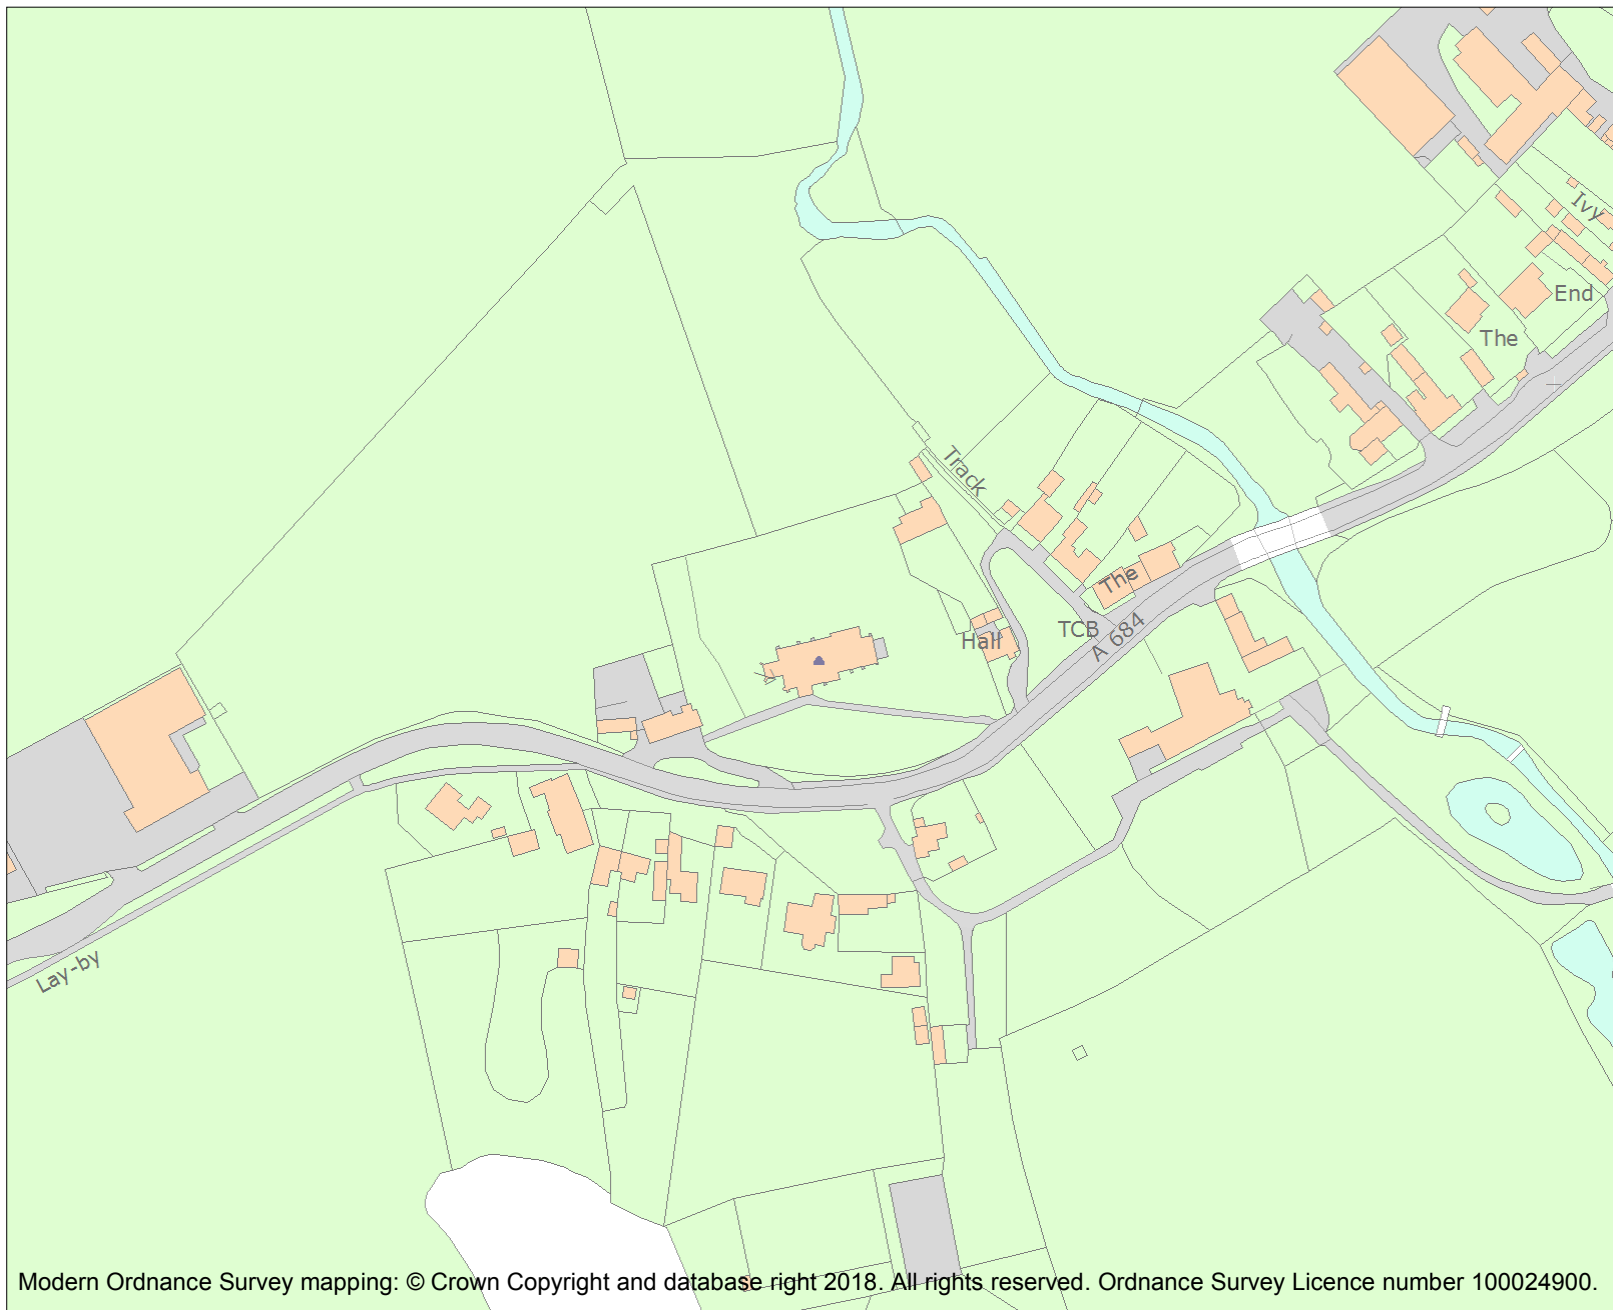 Ivy
End
The
Track
The
TCB
A 684
Hall
Lay-by
Modern Ordnance Survey mapping: © Crown Copyright and database right 2018. All rights reserved. Ordnance Survey Licence number 100024900.